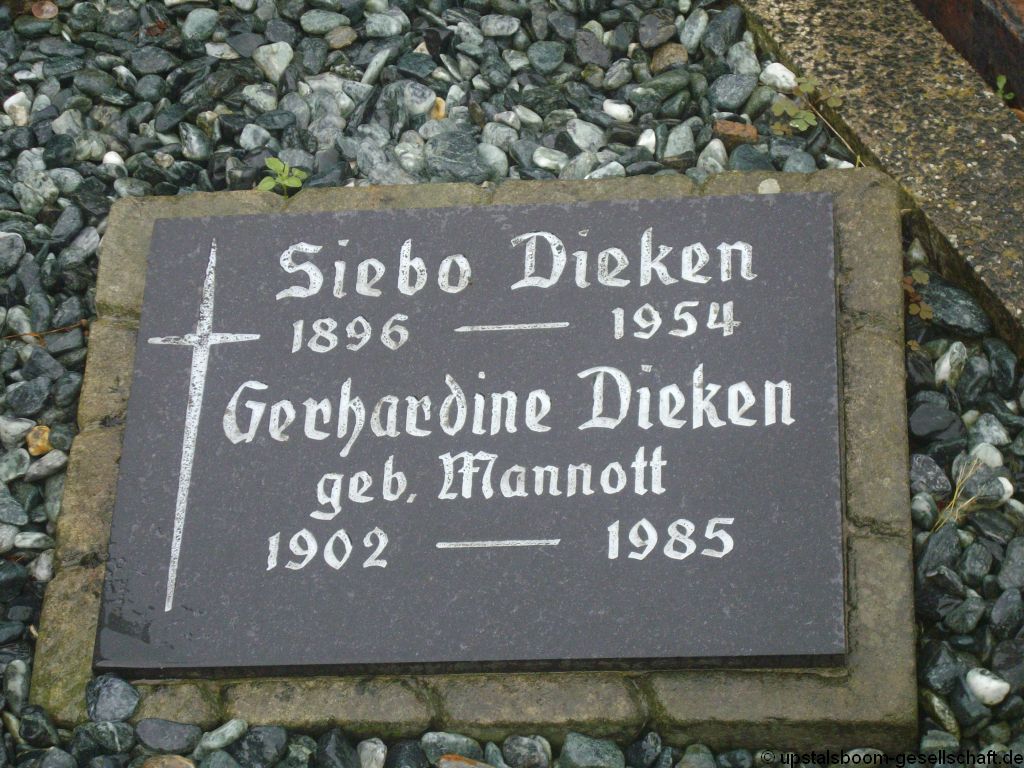 Siebo Dieken
1896 — 1954
Gerhardine Dieken
geb. Mannott
1902 — 1985
© upstalsboom-gesellschaft.de